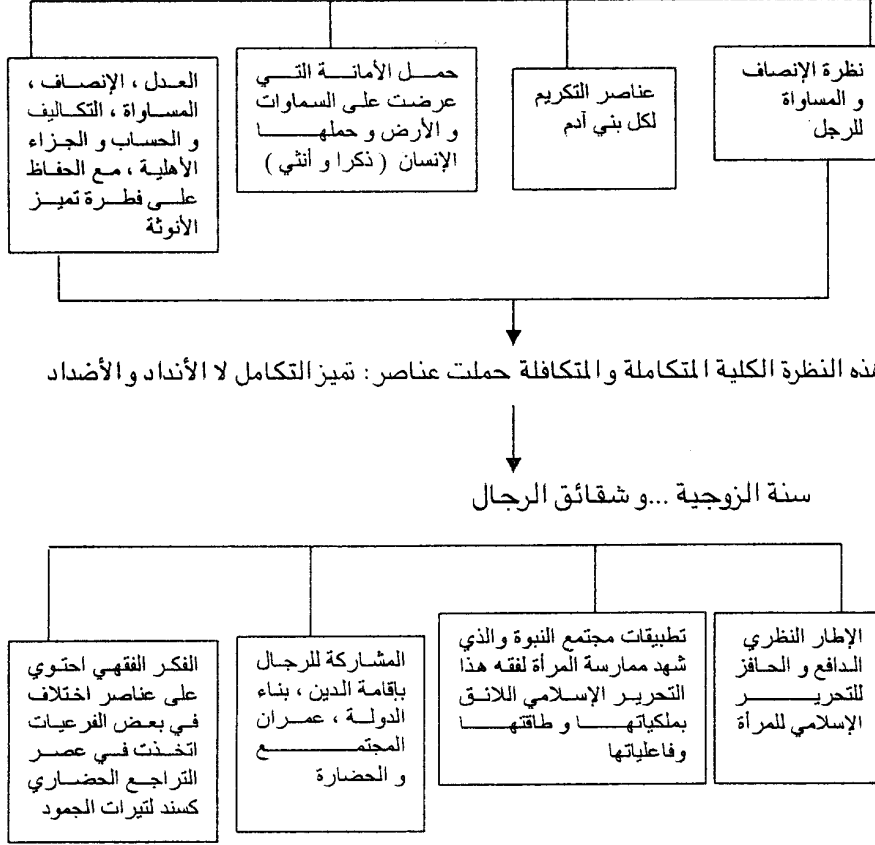 نظرة الإنصاف
و المساواة
للرجل
عناصر التكريم
لكل بني آدم
حمل الأمانة التي
عرضت على السماوات
و الأرض و حملها
الإنسان ( ذكرا و أنثي )
العدل ، الإنصاف ،
المساواة ، التكاليف
و الحساب و الجزاء
الأهلية ، مع الحفاظ
على فطرة تميز
الأنوثة
هذه النظرة الكلية المتكاملة و المتكافلة حملت عناصر : تميز التكامل لا الأنداد و الأضداد
سنة الزوجية ... و شقائق الرجال
الإطار النظري
الدافع و الحافز
للتحرير
الإسلامي للمرأة
تطبيقات مجتمع النبوة والذي
شهد ممارسة المرأة لفقه هذا
التحرير الإسلامي اللائق
بملكياتها و طاقتها
وفاعلياتها
المشاركة للرجال
بإقامة الدين ، بناء
الدولة ، عمران
المجتمع
و الحضارة
الفكر الفقهي احتوي
على عناصر اختلاف
في بعض الفرعيات
اتخذت في عصر
التراجع الحضاري
كسند لتيرات الجمود